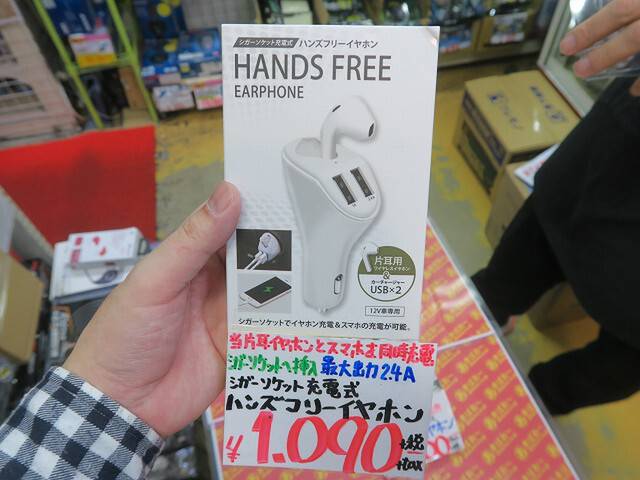 シガーソケット充電式 ハンズフリーイヤホン
HANDS FREE
EARPHONE
1A 2.4A
片耳用
ワイヤレスイヤホン
&
カーチャージャー
USB×2
12V車専用
シガーソケットでイヤホン充電&スマホの充電が可能。
片耳イヤホンとスマホを同時充電
シガーソケットへ挿入 最大出力2.4A
シガーソケット充電式
ハンズフリーイヤホン
¥1,090+税
+tax